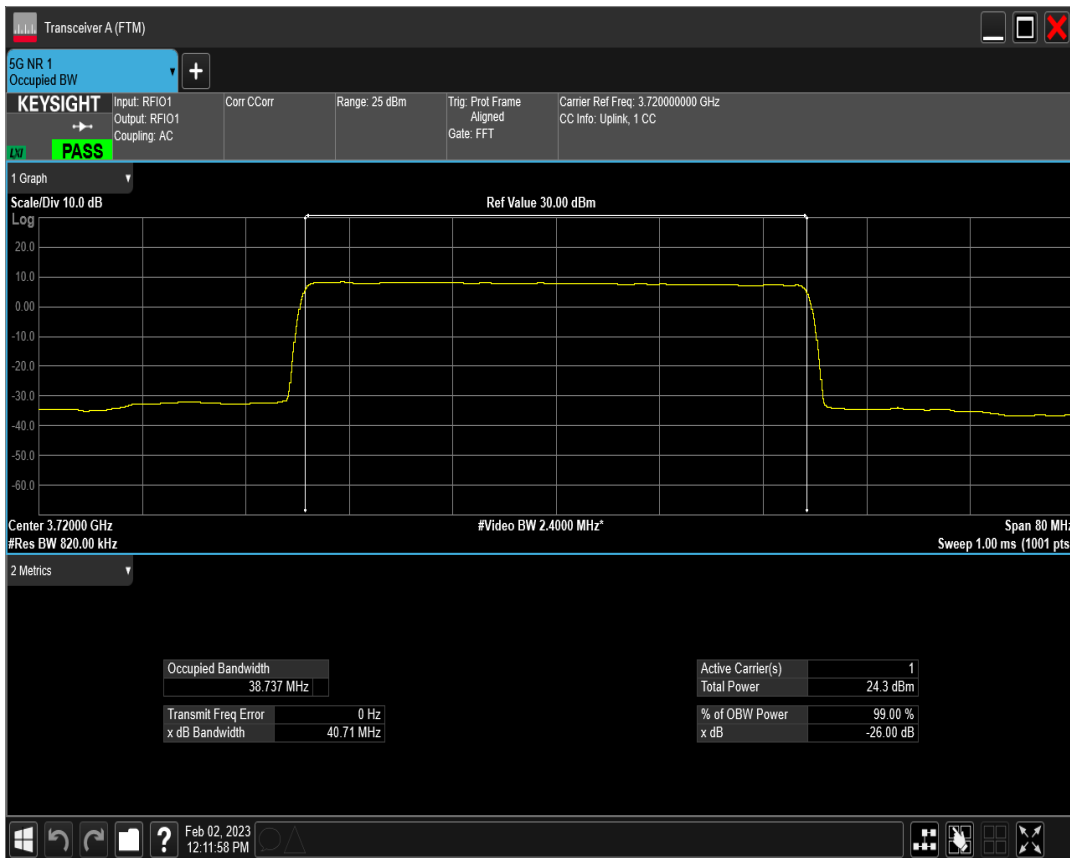 Transceiver A (FTM)
5G NR 1
Occupied BW
+
KEYSIGHT
LXI
PASS
Input: RFIO1
Output: RFIO1
Coupling: AC
Corr CCorr
Range: 25 dBm
Trig: Prot Frame
Aligned
Gate: FFT
Carrier Ref Freq: 3.720000000 GHz
CC Info: Uplink, 1 CC
1 Graph
Scale/Div 10.0 dB
Ref Value 30.00 dBm
Log
20.0
10.0
0.00
-10.0
-20.0
-30.0
-40.0
-50.0
-60.0
Center 3.72000 GHz
#Video BW 2.4000 MHz*
Span 80 MHz
#Res BW 820.00 kHz
Sweep 1.00 ms (1001 pts
2 Metrics
Occupied Bandwidth
38.737 MHz
Transmit Freq Error 0 Hz
x dB Bandwidth 40.71 MHz
Active Carrier(s) 1
Total Power 24.3 dBm
% of OBW Power 99.00 %
x dB -26.00 dB
?
Feb 02, 2023
12:11:58 PM